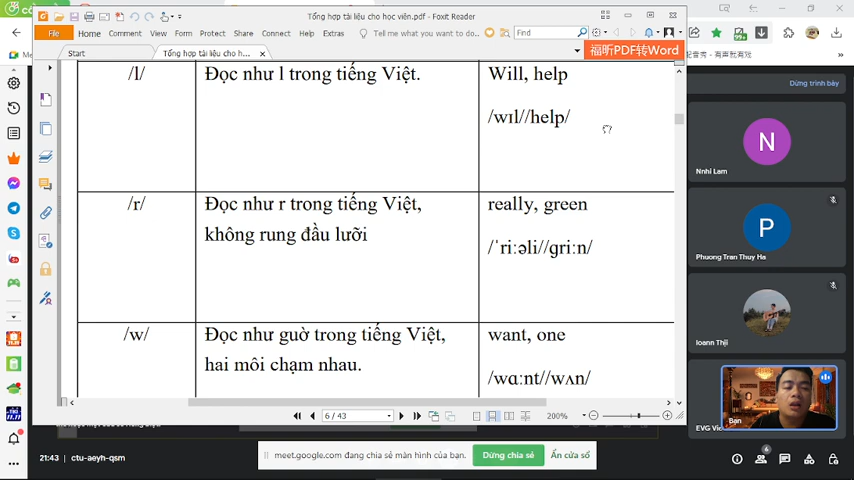 Tổng hợp tài liệu cho học viên.pdf - Foxit Reader
File Home Comment View Form Protect Share Connect Help Extras Tell me what you want to do... Find
Start Tổng hợp tài liệu cho h...
福昕PDF转Word
/l/ Đọc như l trong tiếng Việt. Will, help
/wɪl//help/
/r/ Đọc như r trong tiếng Việt, really, green
không rung đầu lưỡi
/ˈriːəli//ɡriːn/
/w/ Đọc như guờ trong tiếng Việt, want, one
hai môi chạm nhau.
/wɑːnt//wʌn/
6 / 43 200%
Dừng trình bày
N
Nnhi Lam
P
Phuong Tran Thuy Ha
Ioann Thịi
Bạn
21:43 ctu-aeyh-qsm
meet.google.com đang chia sẻ màn hình của bạn. Dừng chia sẻ Ẩn cửa sổ
6